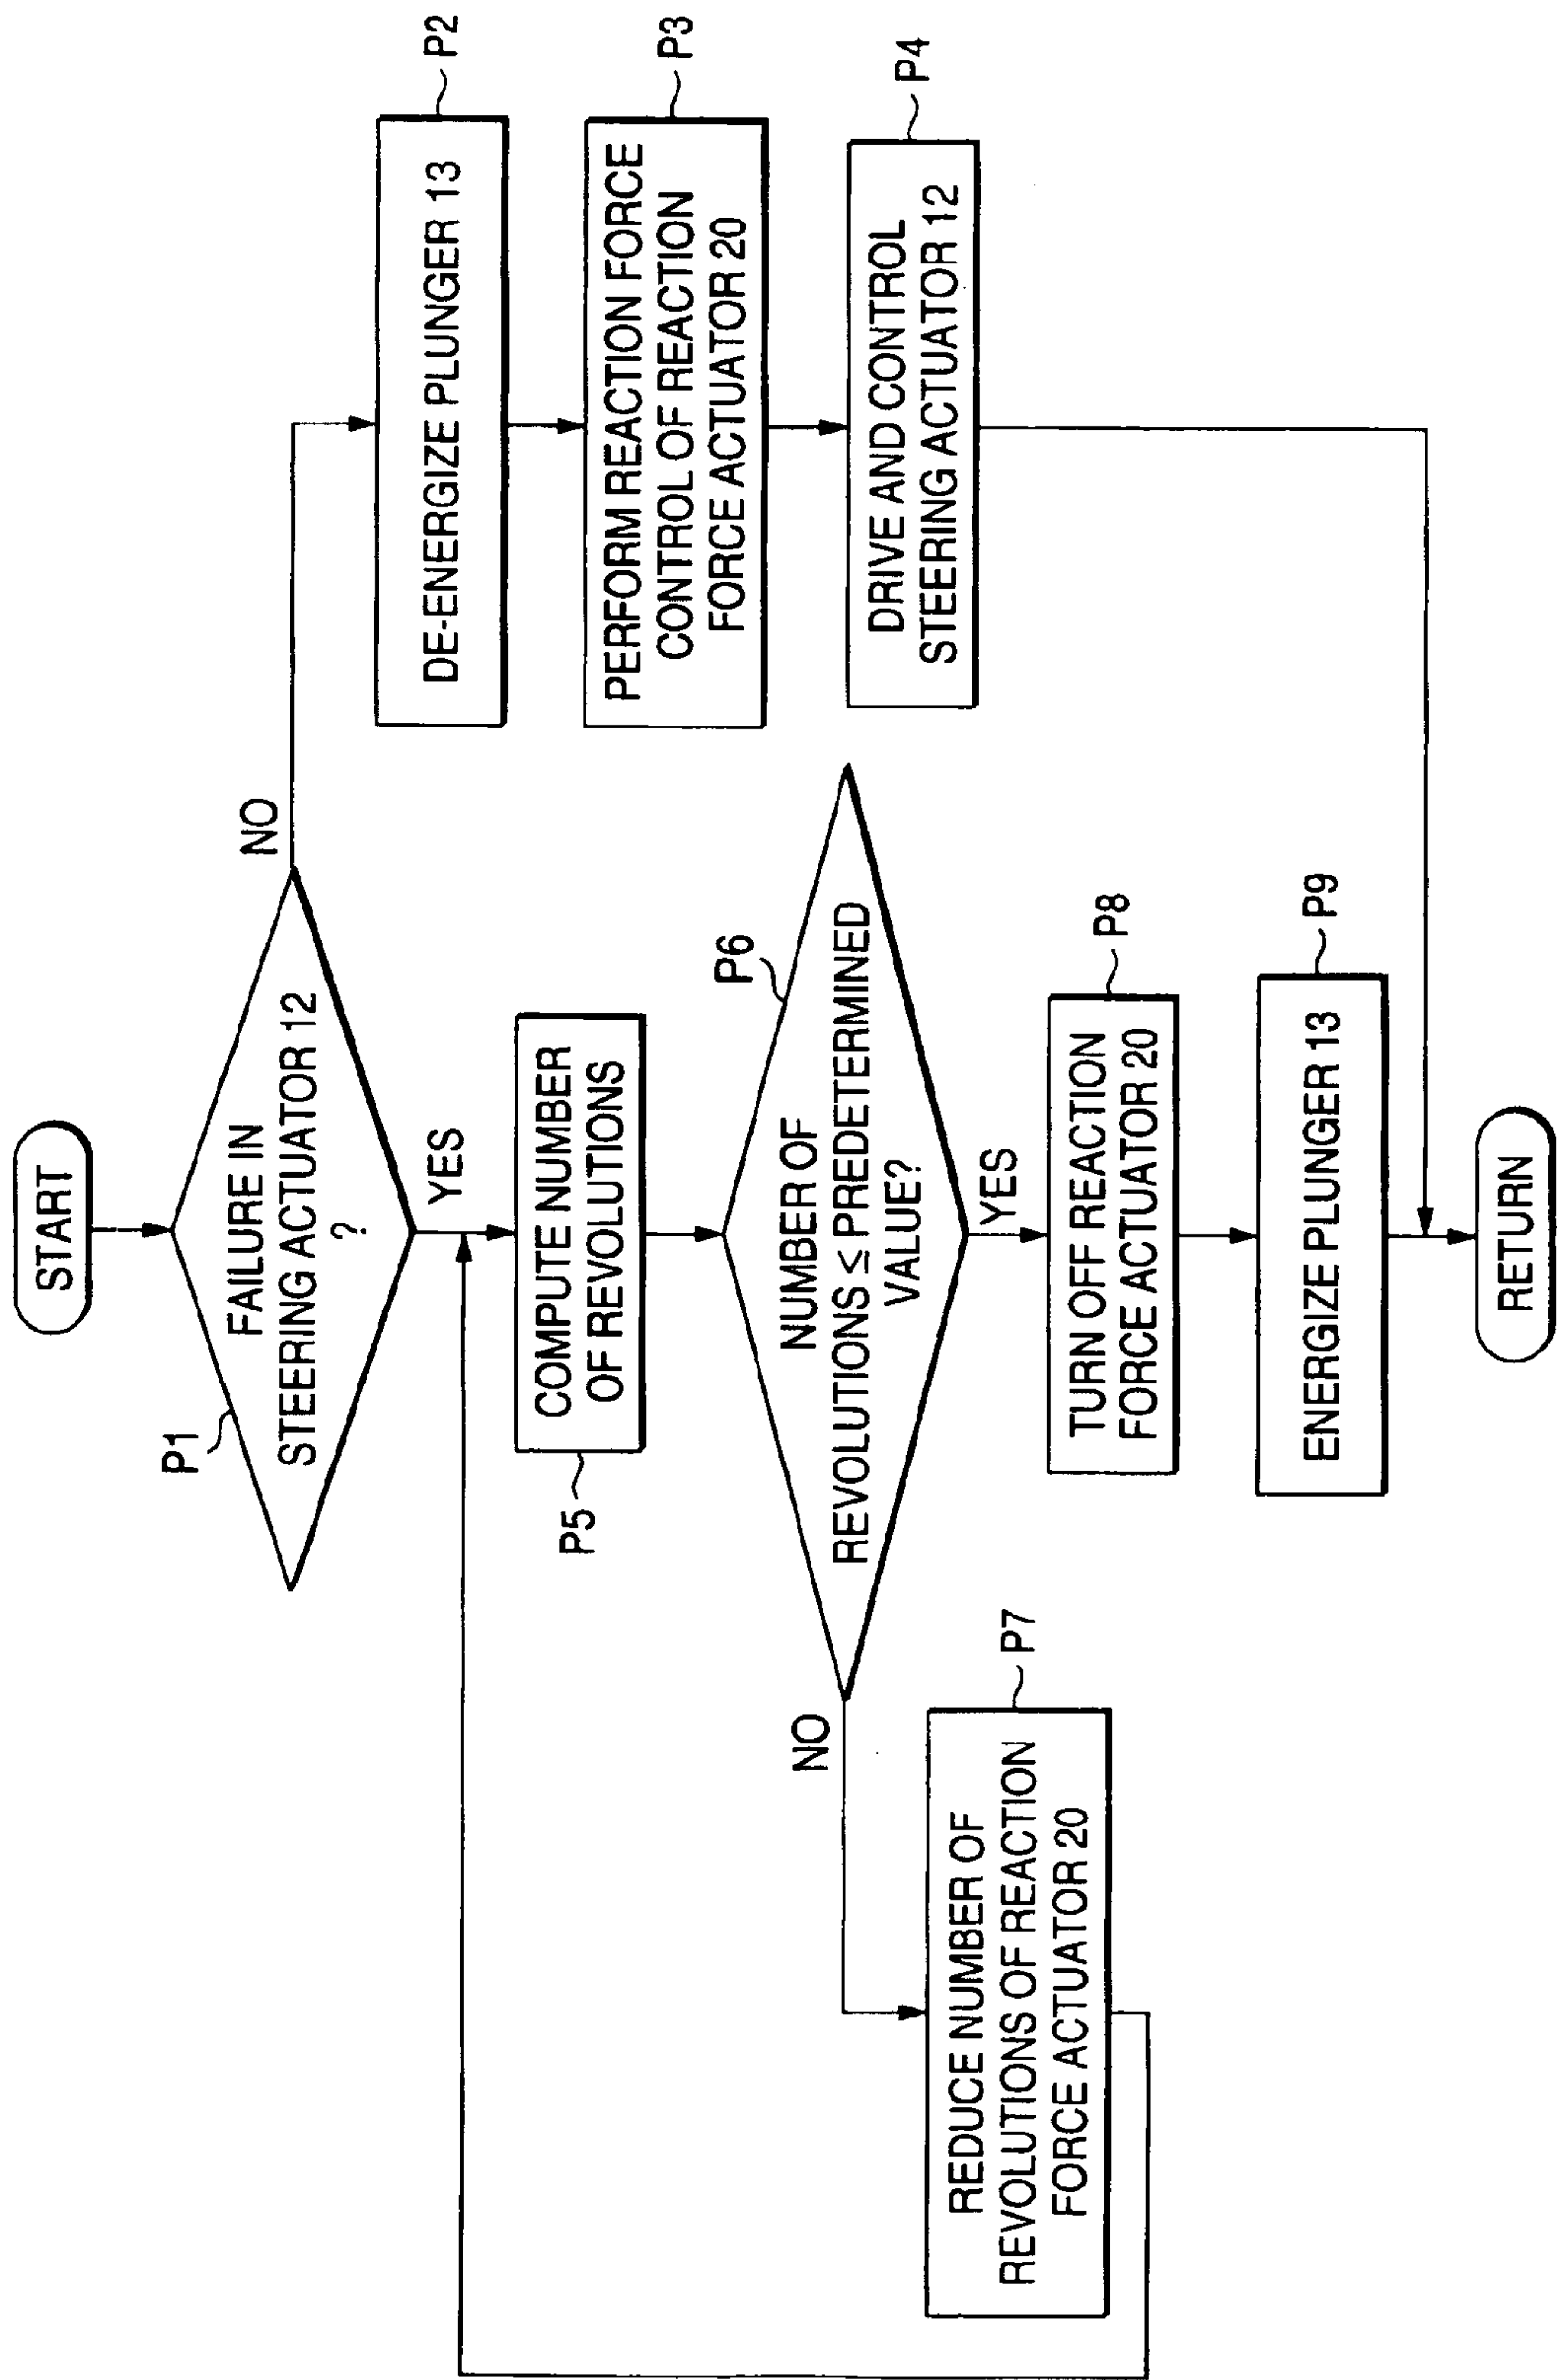 START
P1
FAILURE IN
STEERING ACTUATOR 12
?
NO
YES
DE-ENERGIZE PLUNGER 13
P2
PERFORM REACTION FORCE
CONTROL OF REACTION
FORCE ACTUATOR 20
P3
DRIVE AND CONTROL
STEERING ACTUATOR 12
P4
COMPUTE NUMBER
OF REVOLUTIONS
P5
P6
NUMBER OF
REVOLUTIONS ≤ PREDETERMINED
VALUE?
NO
YES
REDUCE NUMBER OF
REVOLUTIONS OF REACTION
FORCE ACTUATOR 20
P7
TURN OFF REACTION
FORCE ACTUATOR 20
P8
ENERGIZE PLUNGER 13
P9
RETURN